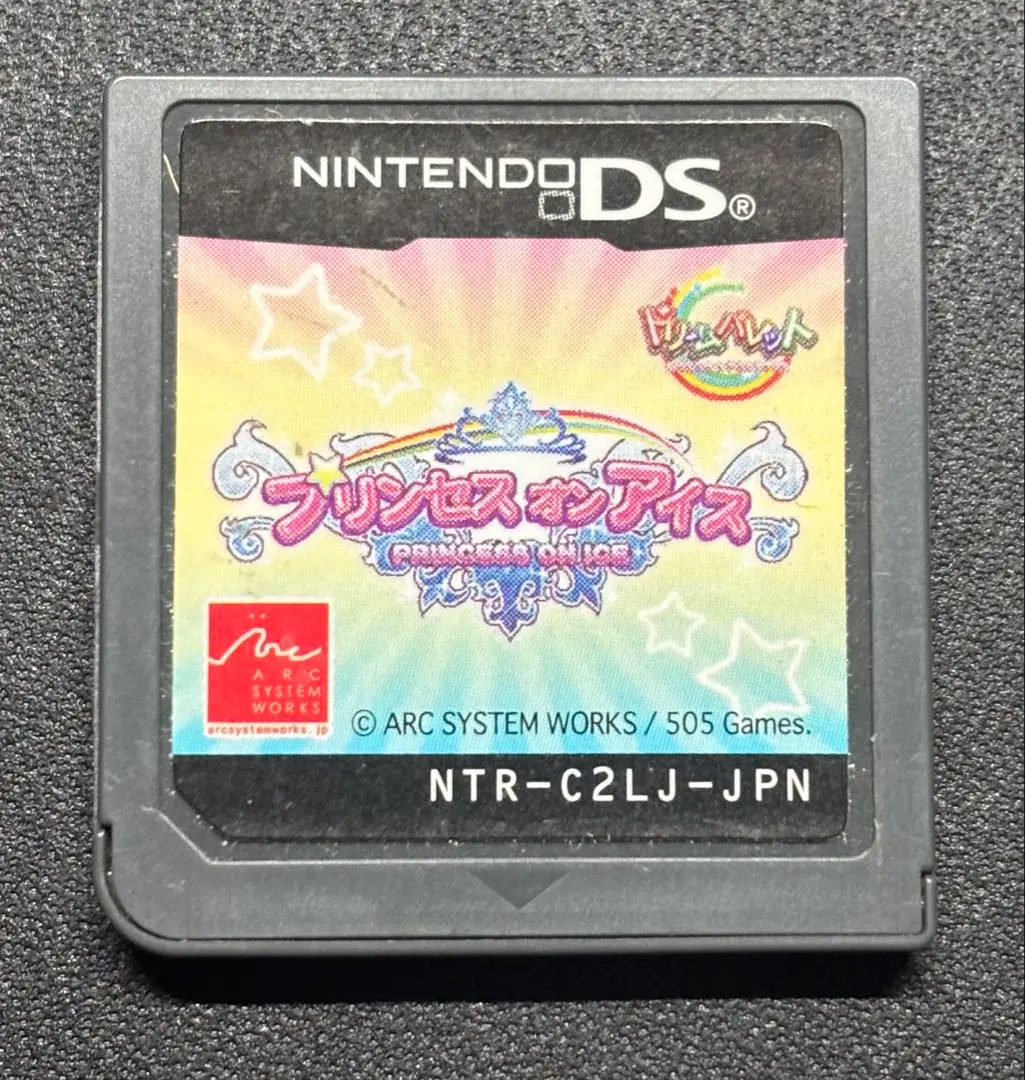 NINTENDO DS®
ドリームパレット
プリンセス オン アイス
PRINCESS ON ICE
Arc
ARC
SYSTEM
WORKS
arcsystemworks.jp
© ARC SYSTEM WORKS / 505 Games.
NTR-C2LJ-JPN